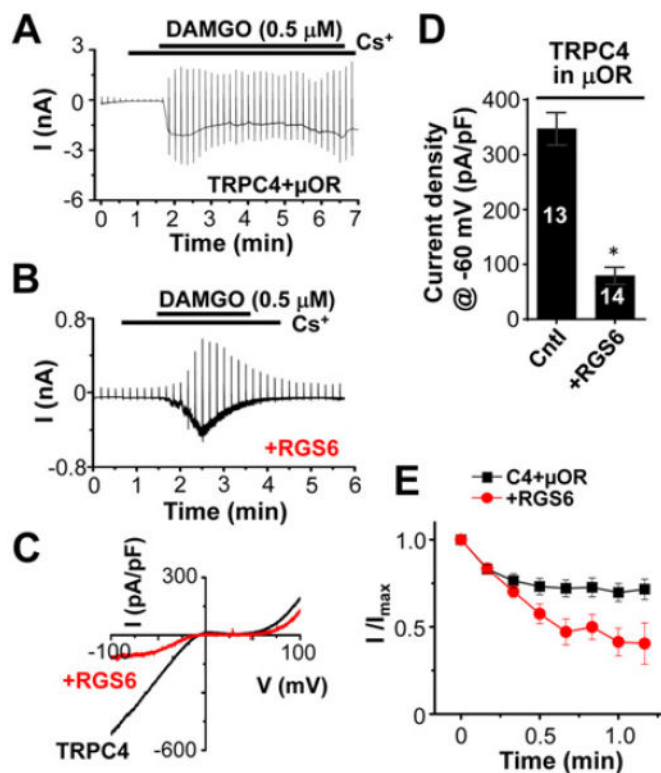 A
DAMGO (0.5 μM)
Cs⁺
3
0
-3
-6
I (nA)
TRPC4+μOR
0 1 2 3 4 5 6 7
Time (min)
B
DAMGO (0.5 μM)
Cs⁺
0.8
0
-0.8
I (nA)
+RGS6
0 1 2 3 4 5 6
Time (min)
C
I (pA/pF)
300
-100
100
V (mV)
+RGS6
TRPC4
-600
D
TRPC4
in μOR
400
300
200
100
0
Current density
@ -60 mV (pA/pF)
13
*
14
Cntl
+RGS6
E
C4+μOR
+RGS6
1.0
0.5
0
I /Imax
0 0.5 1.0
Time (min)